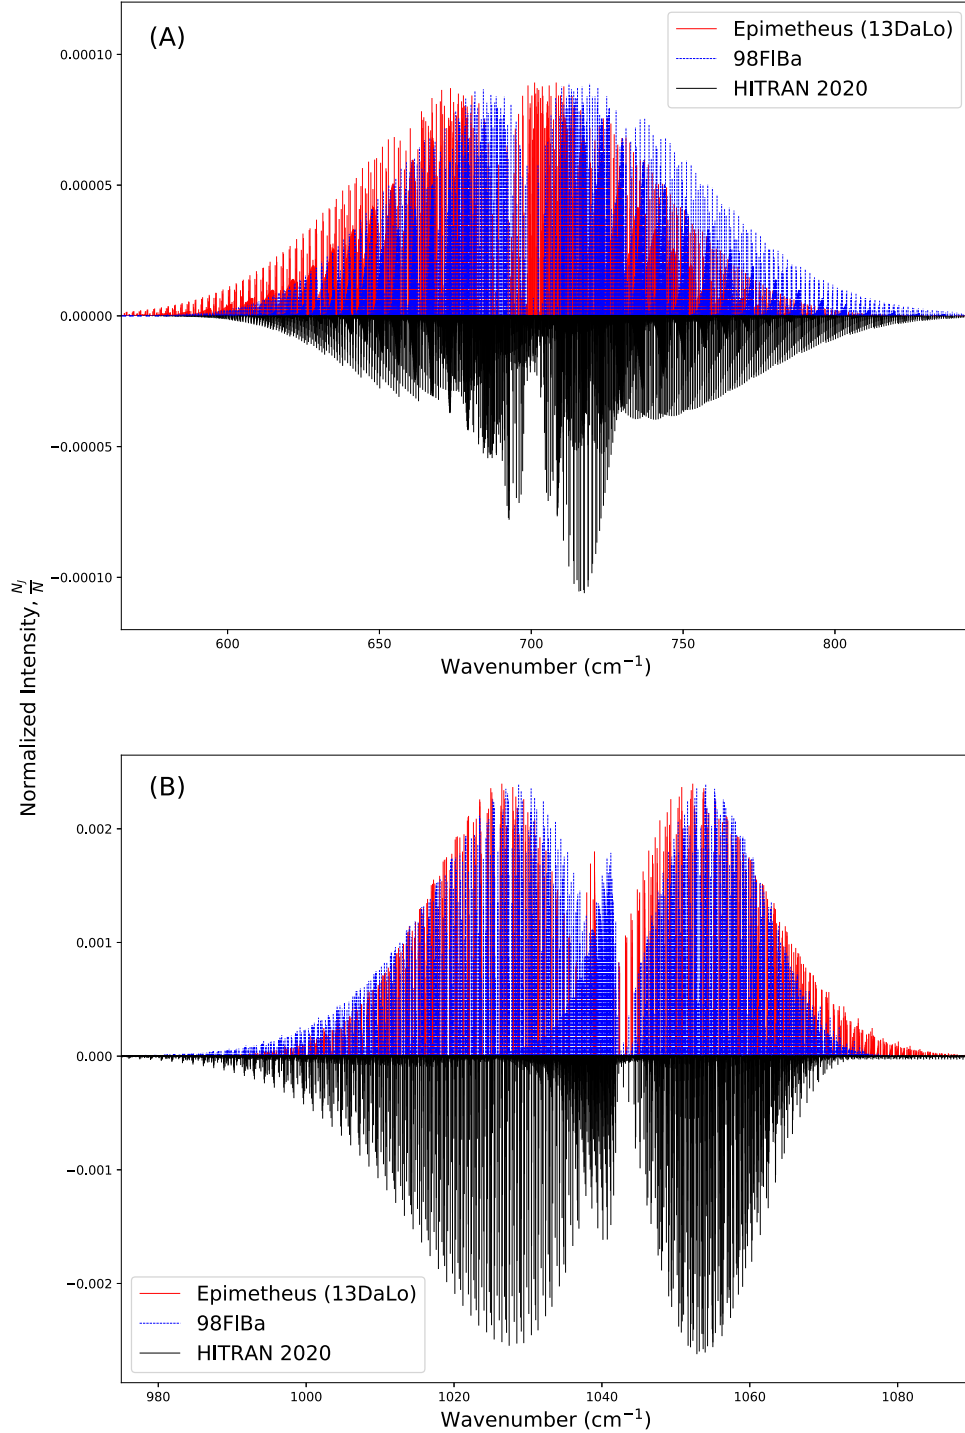 (A)
Epimetheus (13DaLo)
98FlBa
HITRAN 2020
0.00010
0.00005
0.00000
−0.00005
−0.00010
600 650 700 750 800
Wavenumber (cm⁻¹)
Normalized Intensity, N_J/N
(B)
0.002
0.001
0.000
−0.001
−0.002
Epimetheus (13DaLo)
98FlBa
HITRAN 2020
980 1000 1020 1040 1060 1080
Wavenumber (cm⁻¹)